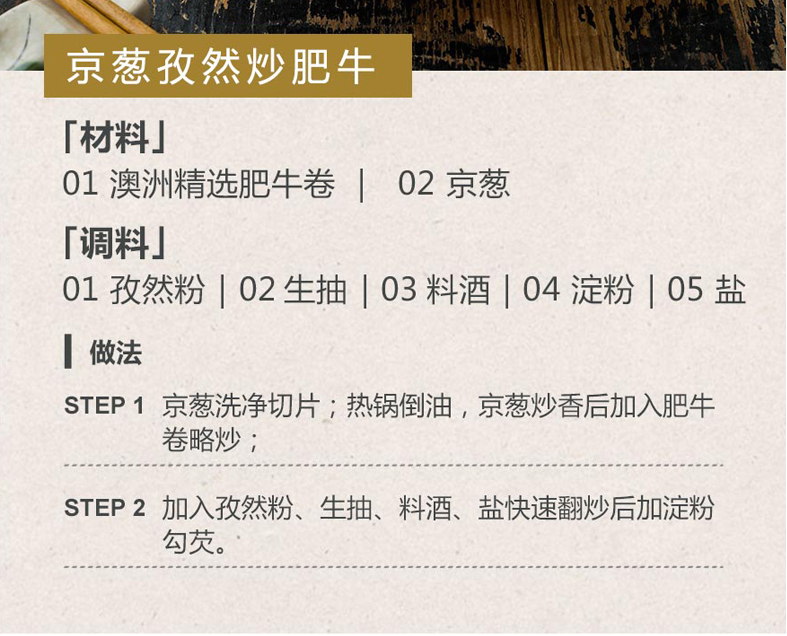 京葱孜然炒肥牛
「材料」
01 澳洲精选肥牛卷 | 02 京葱
「调料」
01 孜然粉 | 02 生抽 | 03 料酒 | 04 淀粉 | 05 盐
做法
STEP 1 京葱洗净切片；热锅倒油，京葱炒香后加入肥牛
卷略炒；
STEP 2 加入孜然粉、生抽、料酒、盐快速翻炒后加淀粉
勾芡。